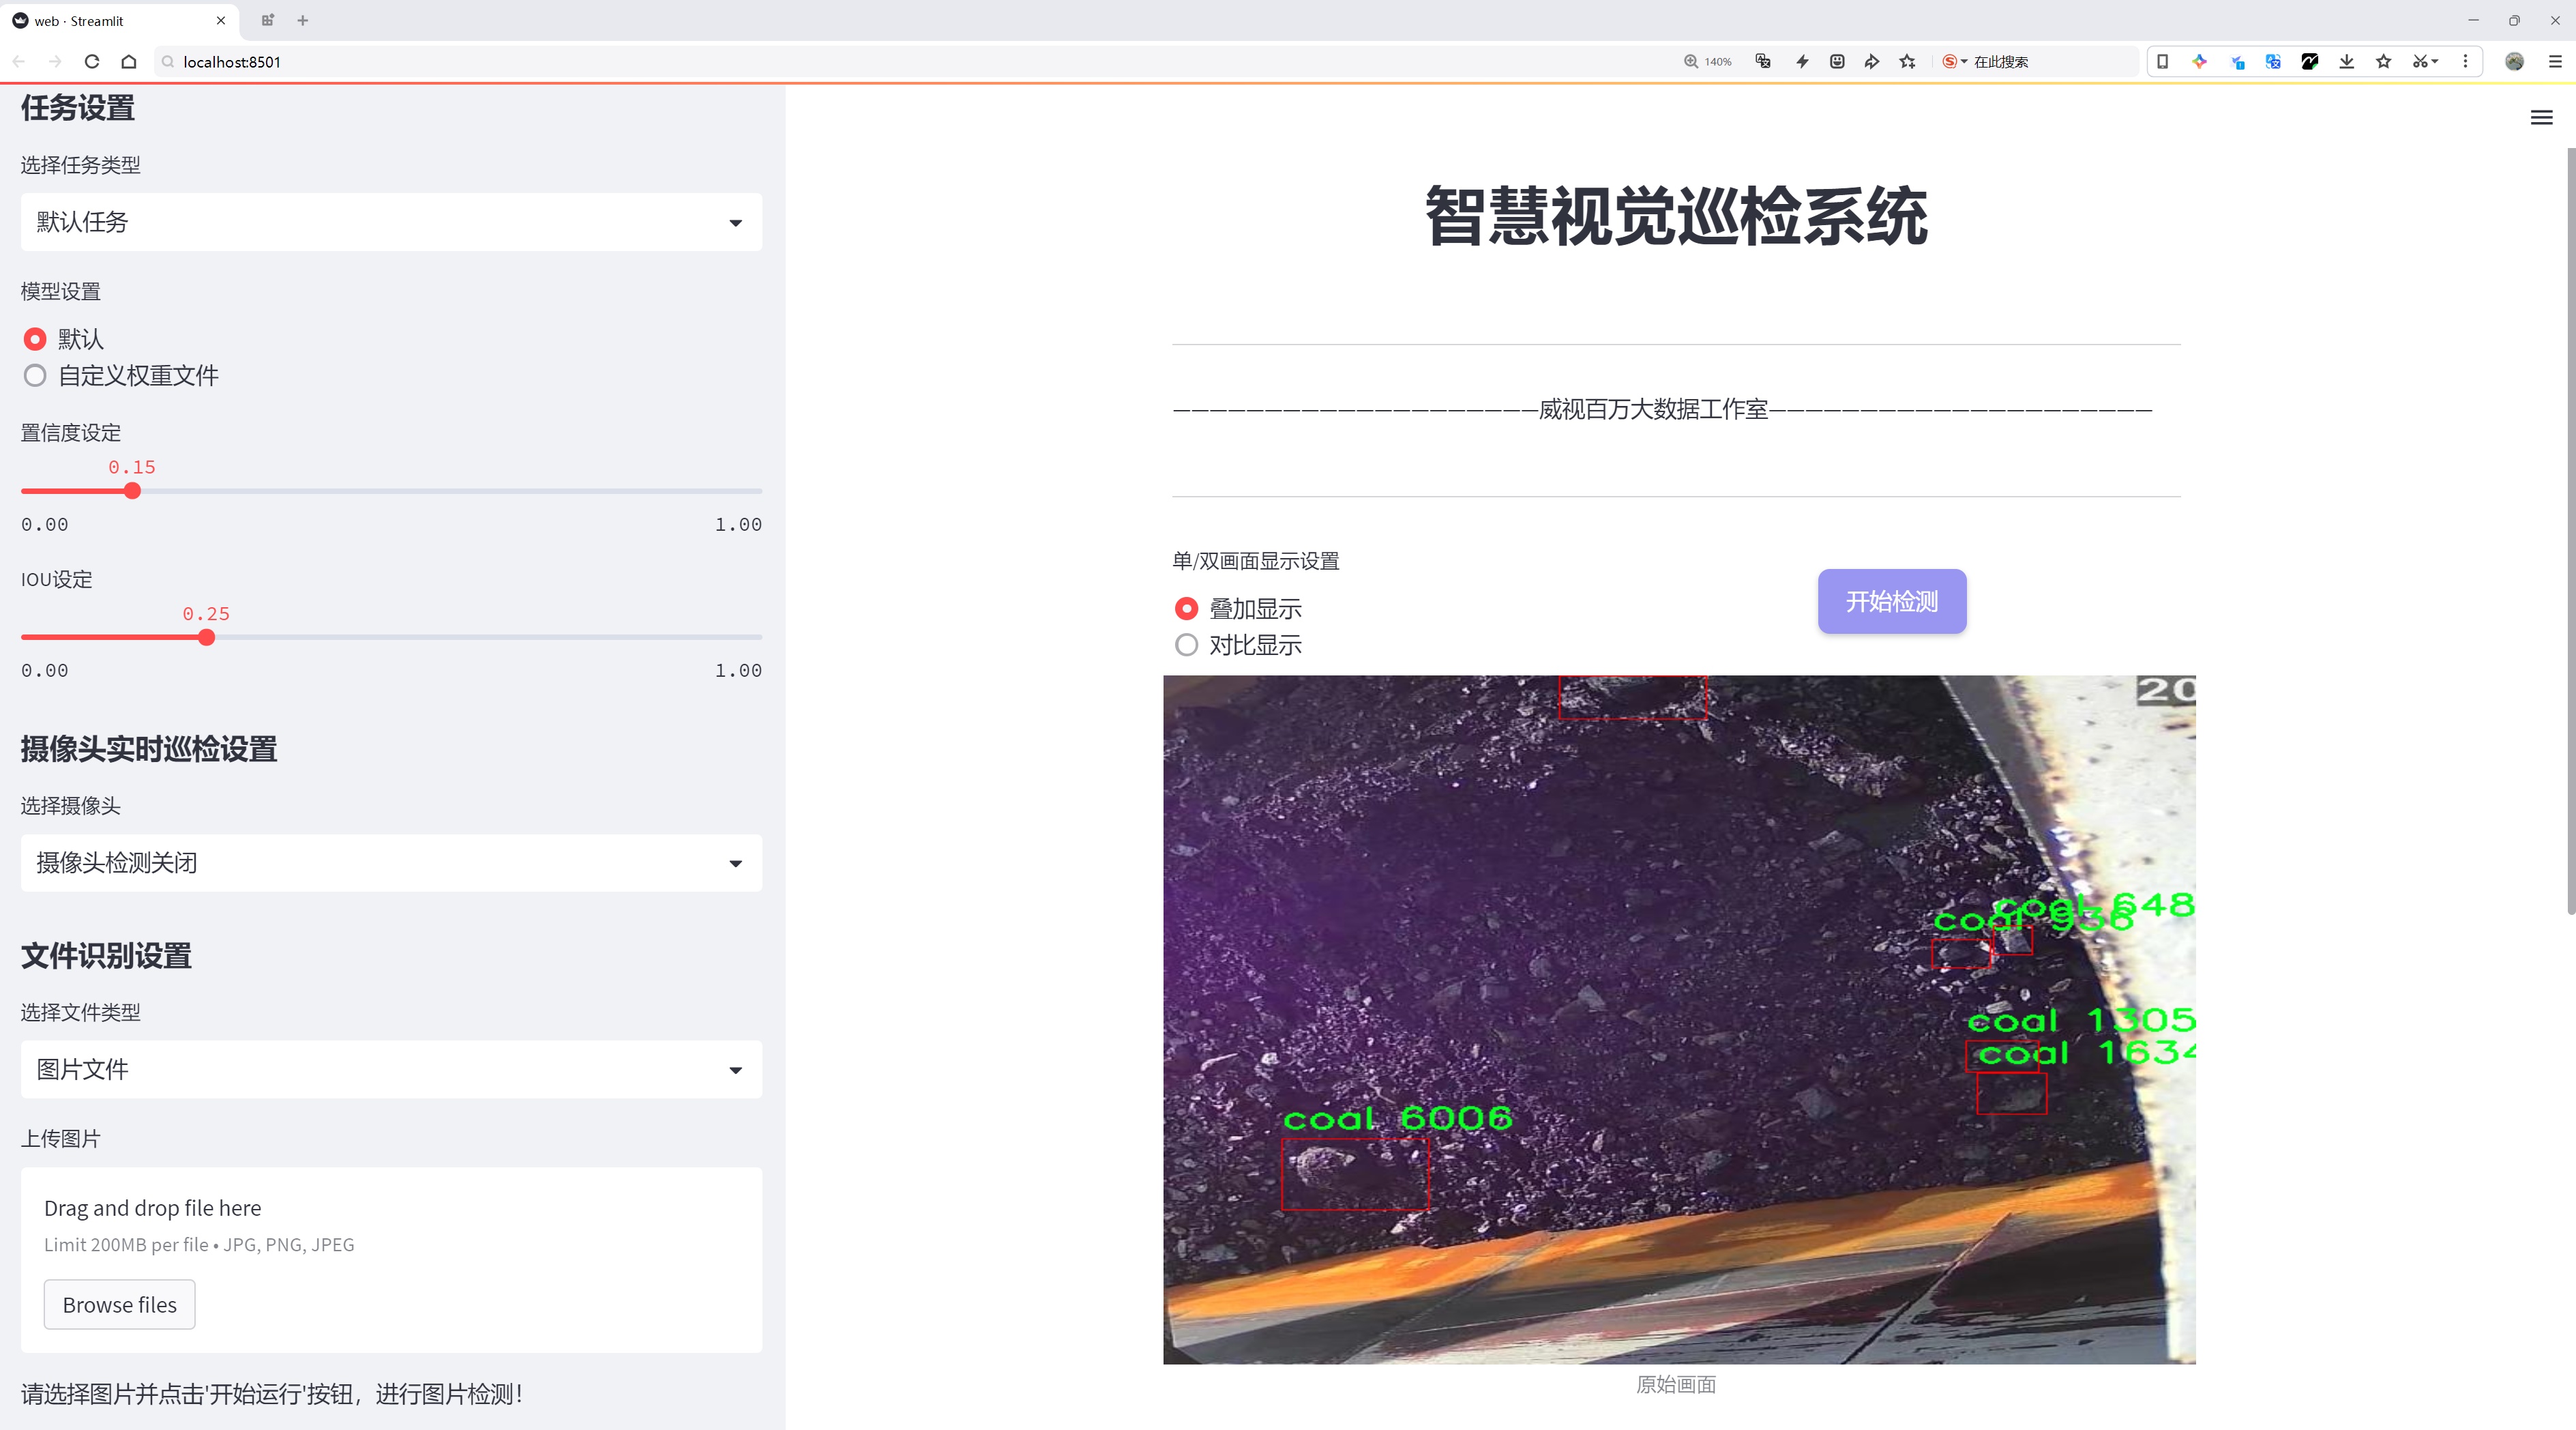 web · Streamlit
localhost:8501
140%
在此搜索
任务设置
选择任务类型
默认任务
模型设置
默认
自定义权重文件
置信度设定
0.15
0.00
1.00
IOU设定
0.25
0.00
1.00
摄像头实时巡检设置
选择摄像头
摄像头检测关闭
文件识别设置
选择文件类型
图片文件
上传图片
Drag and drop file here
Limit 200MB per file • JPG, PNG, JPEG
Browse files
请选择图片并点击'开始运行'按钮，进行图片检测！
智慧视觉巡检系统
————————————————————威视百万大数据工作室—————————————————————
单/双画面显示设置
叠加显示
对比显示
开始检测
20
coal 648
coal 938
coal 1305
coal 1634
coal 6006
原始画面